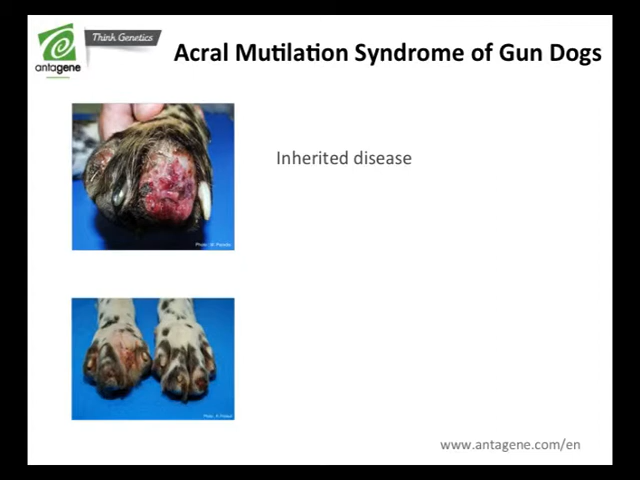 Think Genetics
antagene
Acral Mutilation Syndrome of Gun Dogs
Inherited disease
www.antagene.com/en